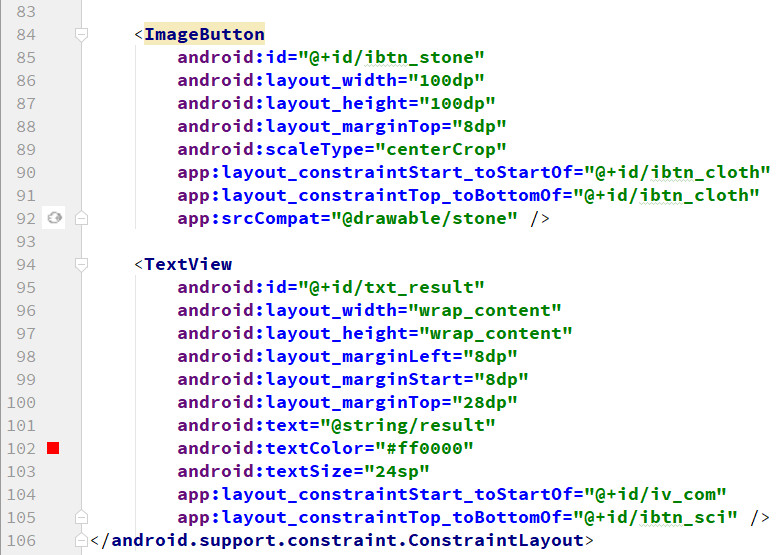 83
84 <ImageButton
85 android:id="@+id/ibtn_stone"
86 android:layout_width="100dp"
87 android:layout_height="100dp"
88 android:layout_marginTop="8dp"
89 android:scaleType="centerCrop"
90 app:layout_constraintStart_toStartOf="@+id/ibtn_cloth"
91 app:layout_constraintTop_toBottomOf="@+id/ibtn_cloth"
92 app:srcCompat="@drawable/stone" />
93
94 <TextView
95 android:id="@+id/txt_result"
96 android:layout_width="wrap_content"
97 android:layout_height="wrap_content"
98 android:layout_marginLeft="8dp"
99 android:layout_marginStart="8dp"
100 android:layout_marginTop="28dp"
101 android:text="@string/result"
102 android:textColor="#ff0000"
103 android:textSize="24sp"
104 app:layout_constraintStart_toStartOf="@+id/iv_com"
105 app:layout_constraintTop_toBottomOf="@+id/ibtn_sci" />
106 </android.support.constraint.ConstraintLayout>